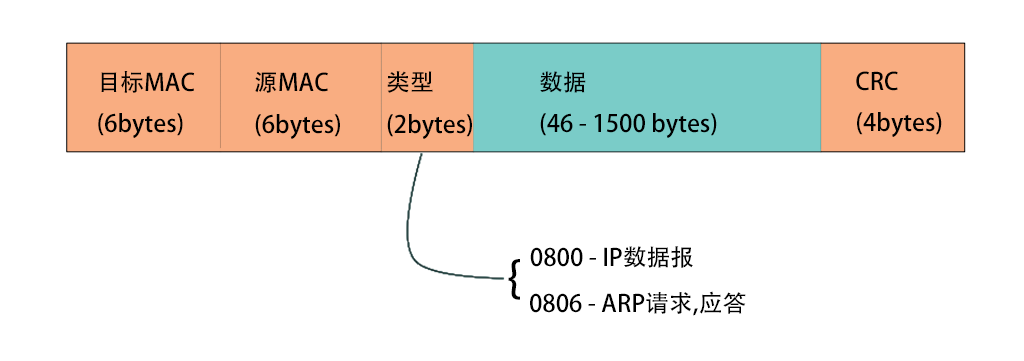 目标MAC
(6bytes)
源MAC
(6bytes)
类型
(2bytes)
数据
(46 - 1500 bytes)
CRC
(4bytes)
0800 - IP数据报
0806 - ARP请求,应答